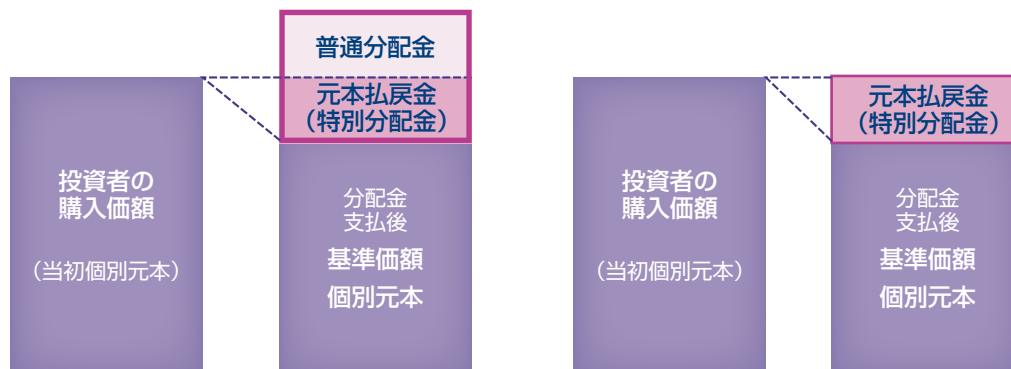 普通分配金
元本払戻金
（特別分配金）
投資者の
購入価額
（当初個別元本）
分配金
支払後
基準価額
個別元本
元本払戻金
（特別分配金）
投資者の
購入価額
（当初個別元本）
分配金
支払後
基準価額
個別元本